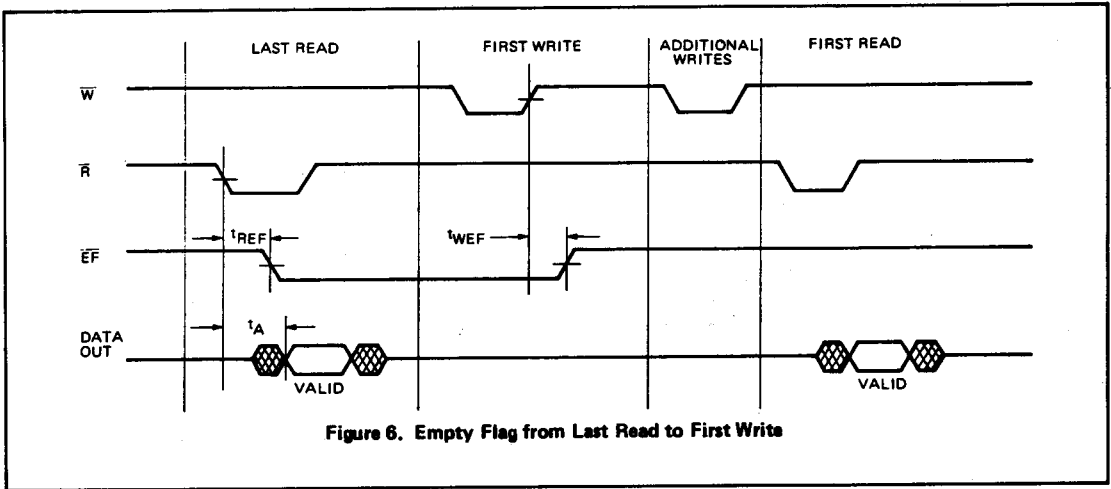 LAST READ
FIRST WRITE
ADDITIONAL
WRITES
FIRST READ
W̅
R̅
tREF
tWEF
E̅F̅
tA
DATA
OUT
VALID
VALID
Figure 6. Empty Flag from Last Read to First Write